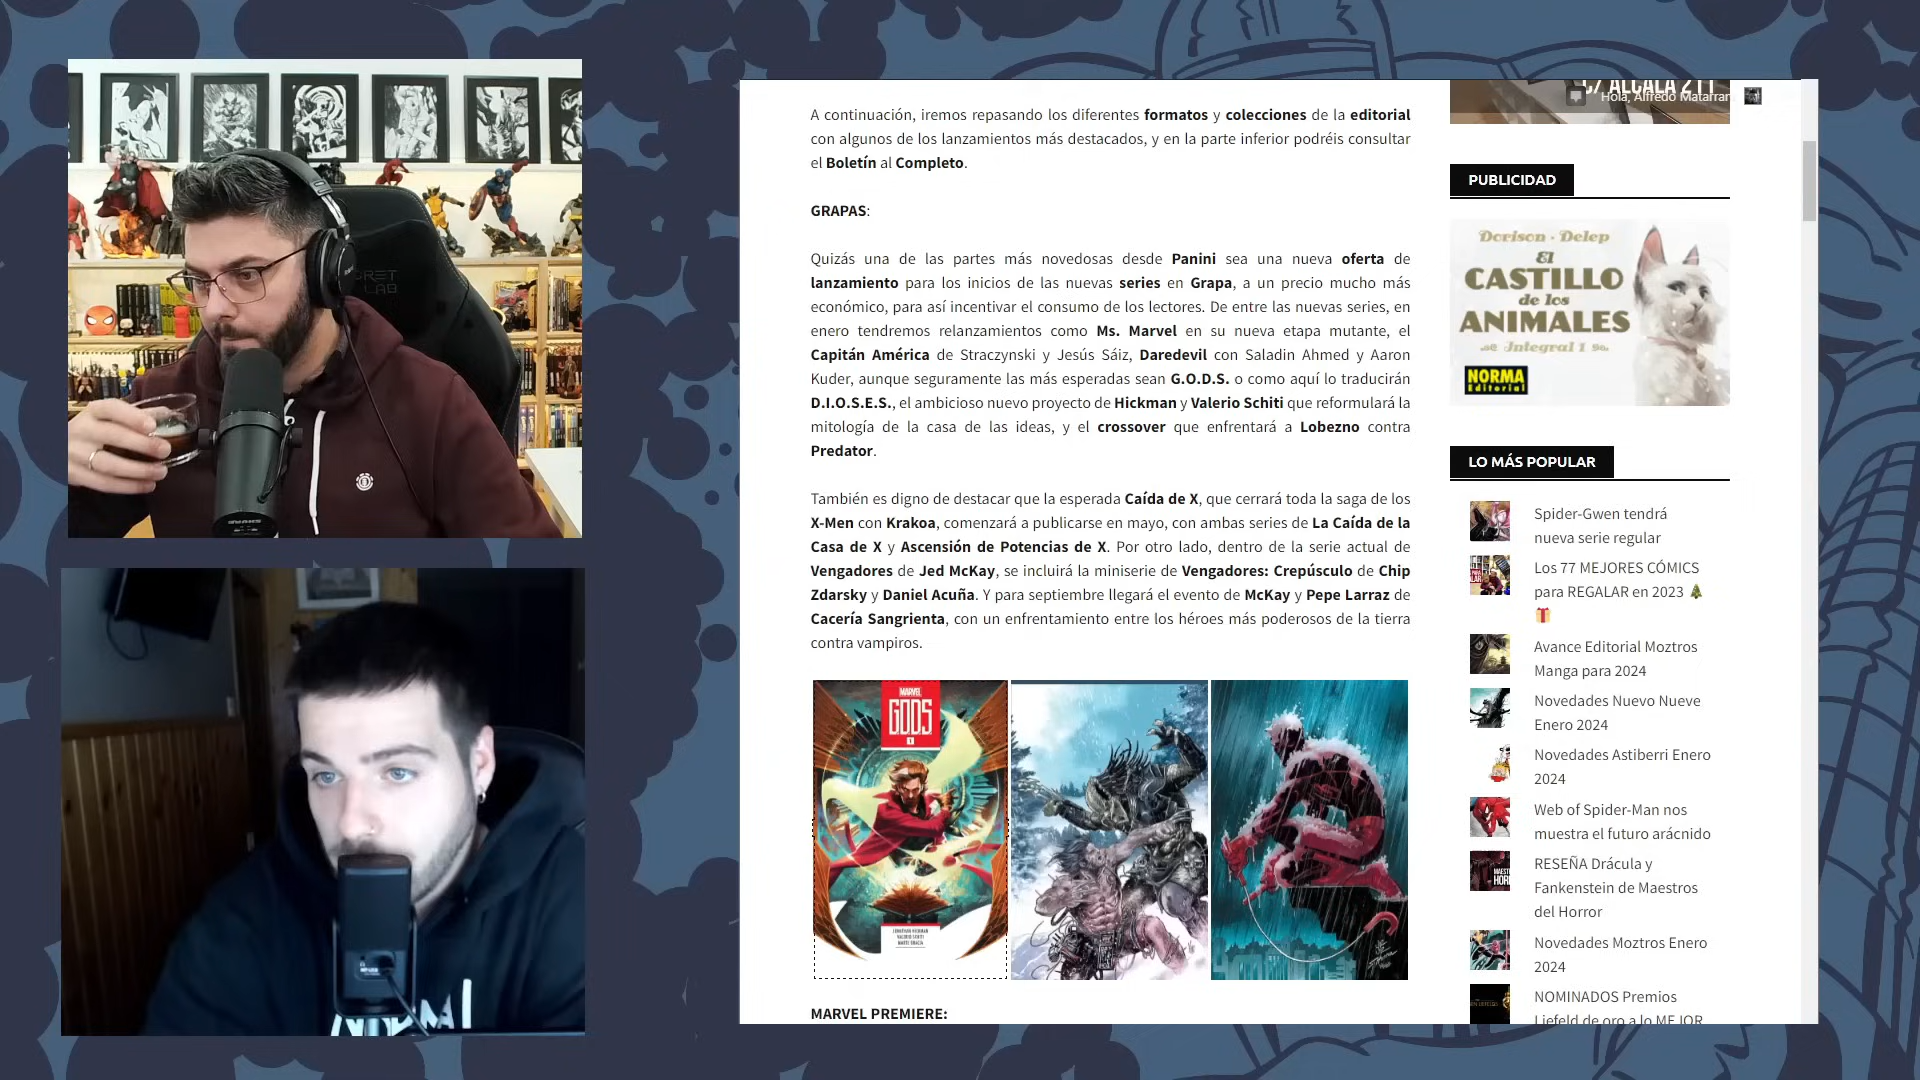 A continuación, iremos repasando los diferentes formatos y colecciones de la editorial
con algunos de los lanzamientos más destacados, y en la parte inferior podréis consultar
el Boletín al Completo.
GRAPAS:
Quizás una de las partes más novedosas desde Panini sea una nueva oferta de
lanzamiento para los inicios de las nuevas series en Grapa, a un precio mucho más
económico, para así incentivar el consumo de los lectores. De entre las nuevas series, en
enero tendremos relanzamientos como Ms. Marvel en su nueva etapa mutante, el
Capitán América de Straczynski y Jesús Sáiz, Daredevil con Saladin Ahmed y Aaron
Kuder, aunque seguramente las más esperadas sean G.O.D.S. o como aquí lo traducirán
D.I.O.S.E.S., el ambicioso nuevo proyecto de Hickman y Valerio Schiti que reformulará la
mitología de la casa de las ideas, y el crossover que enfrentará a Lobezno contra
Predator.
También es digno de destacar que la esperada Caída de X, que cerrará toda la saga de los
X-Men con Krakoa, comenzará a publicarse en mayo, con ambas series de La Caída de la
Casa de X y Ascensión de Potencias de X. Por otro lado, dentro de la serie actual de
Vengadores de Jed McKay, se incluirá la miniserie de Vengadores: Crepúsculo de Chip
Zdarsky y Daniel Acuña. Y para septiembre llegará el evento de McKay y Pepe Larraz de
Cacería Sangrienta, con un enfrentamiento entre los héroes más poderosos de la tierra
contra vampiros.
MARVEL
GODS
MARVEL PREMIERE:
C/ ALCALÁ 211
Hola, Alfredo Matarran
PUBLICIDAD
Dorison · Delep
El
CASTILLO
de los
ANIMALES
Integral 1
NORMA
Editorial
LO MÁS POPULAR
Spider-Gwen tendrá
nueva serie regular
Los 77 MEJORES CÓMICS
para REGALAR en 2023 🎄
🎁
Avance Editorial Moztros
Manga para 2024
Novedades Nuevo Nueve
Enero 2024
Novedades Astiberri Enero
2024
Web of Spider-Man nos
muestra el futuro arácnido
RESEÑA Drácula y
Fankenstein de Maestros
del Horror
Novedades Moztros Enero
2024
NOMINADOS Premios
Liefeld de oro a lo MEJOR